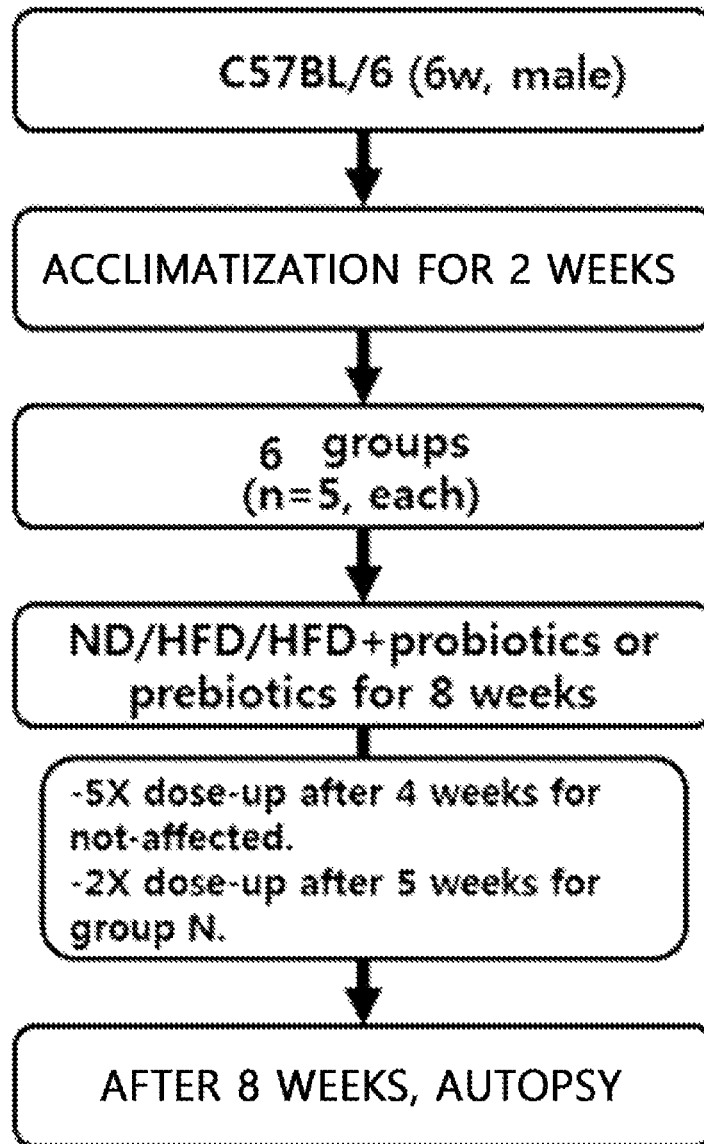 C57BL/6 (6w, male)
ACCLIMATIZATION FOR 2 WEEKS
6 groups
(n=5, each)
ND/HFD/HFD+probiotics or
prebiotics for 8 weeks
-5X dose-up after 4 weeks for
not-affected.
-2X dose-up after 5 weeks for
group N.
AFTER 8 WEEKS, AUTOPSY